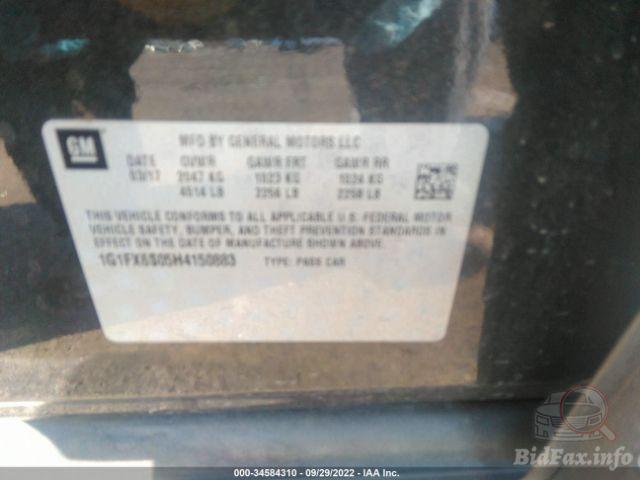 GM
MFD BY GENERAL MOTORS LLC
DATE GVWR GAWR FRT GAWR RR
03/17 2047 KG 1023 KG 1024 KG
4514 LB 2256 LB 2258 LB
THIS VEHICLE CONFORMS TO ALL APPLICABLE U.S. FEDERAL MOTOR
VEHICLE SAFETY, BUMPER, AND THEFT PREVENTION STANDARDS IN
EFFECT ON THE DATE OF MANUFACTURE SHOWN ABOVE.
1G1FX6S05H4150883 TYPE: PASS CAR
BidFax.info
000-34584310 - 09/29/2022 - IAA Inc.